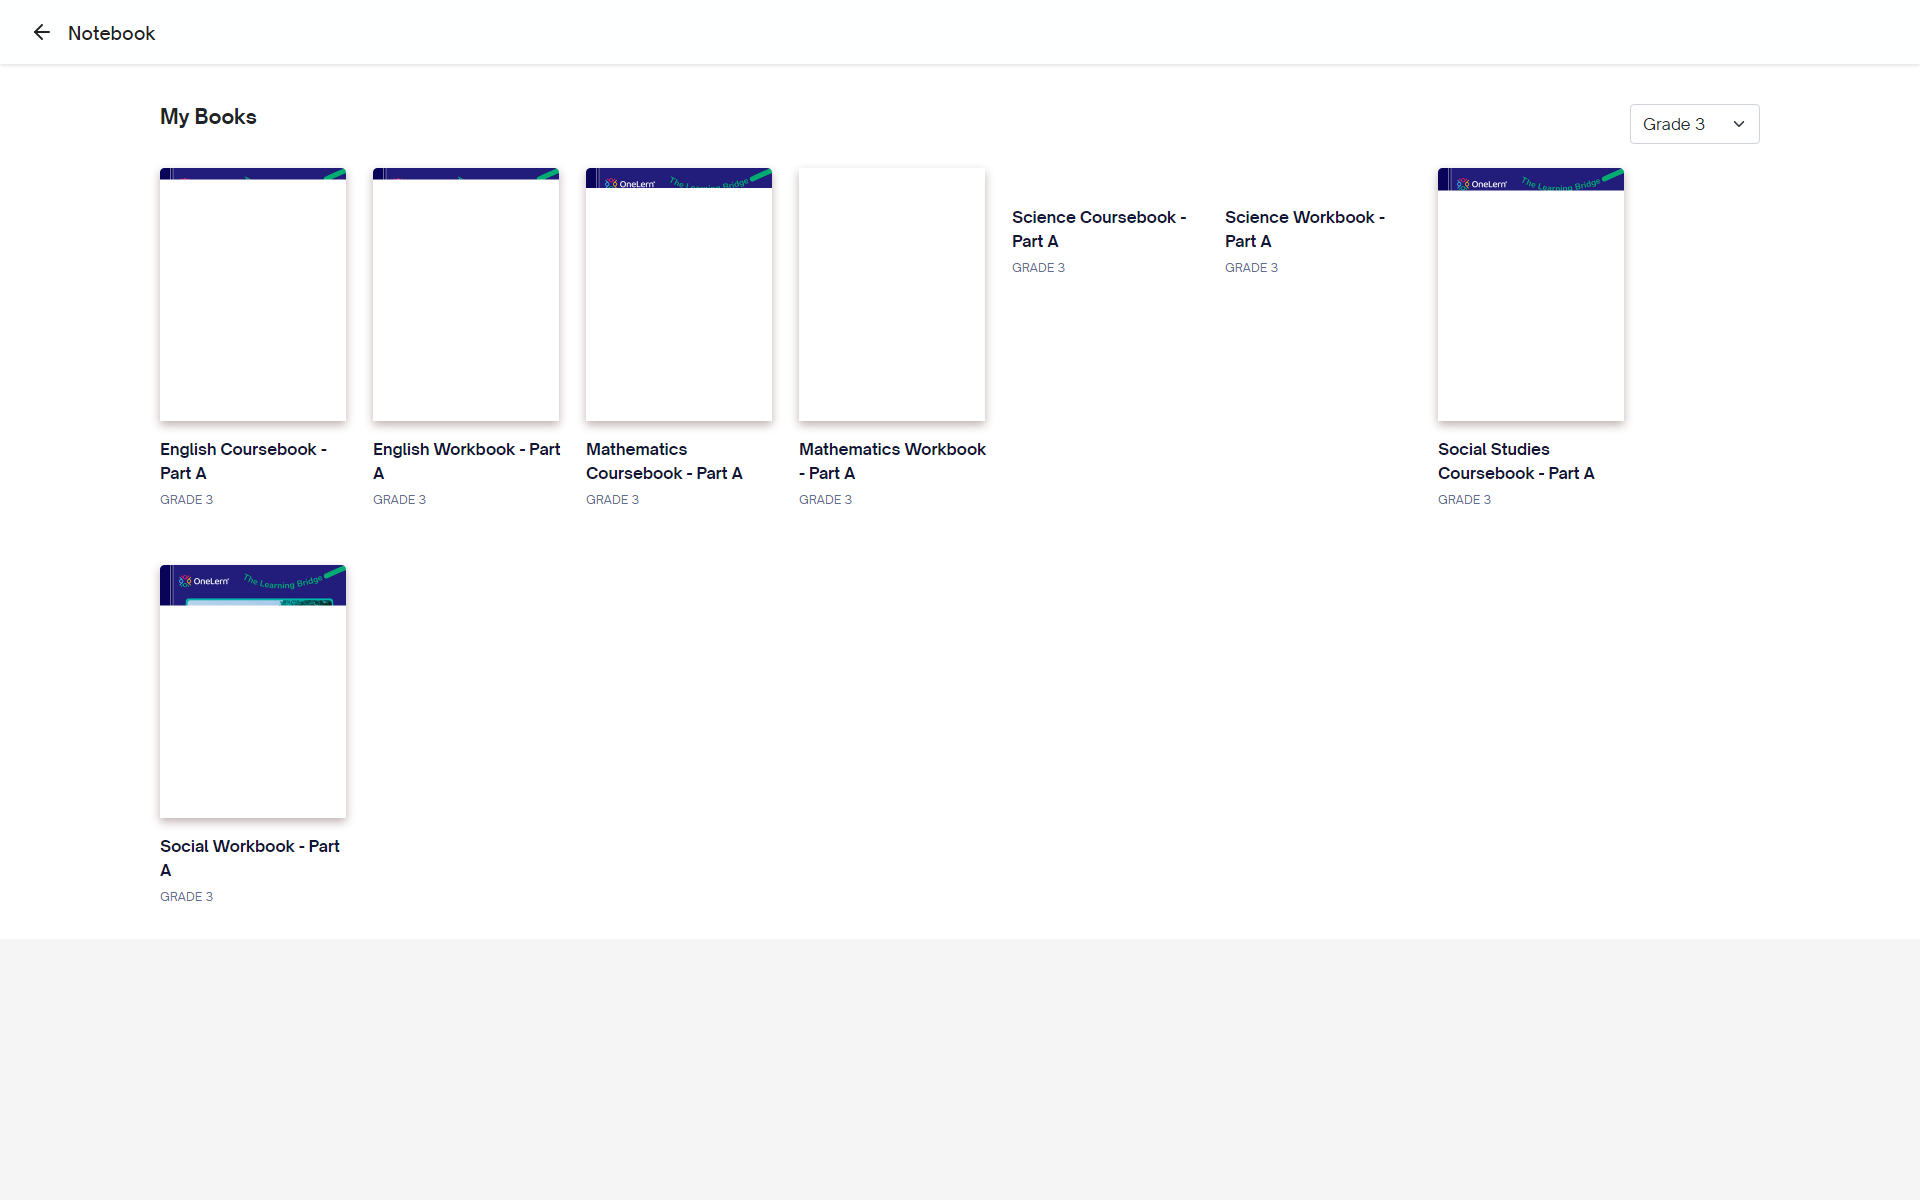 Notebook
My Books
Grade 3
OneLern
The Learning Bridge
OneLern
The Learning Bridge
Science Coursebook -
Part A
GRADE 3
Science Workbook -
Part A
GRADE 3
English Coursebook -
Part A
GRADE 3
English Workbook - Part
A
GRADE 3
Mathematics
Coursebook - Part A
GRADE 3
Mathematics Workbook
- Part A
GRADE 3
Social Studies
Coursebook - Part A
GRADE 3
OneLern
The Learning Bridge
Social Workbook - Part
A
GRADE 3